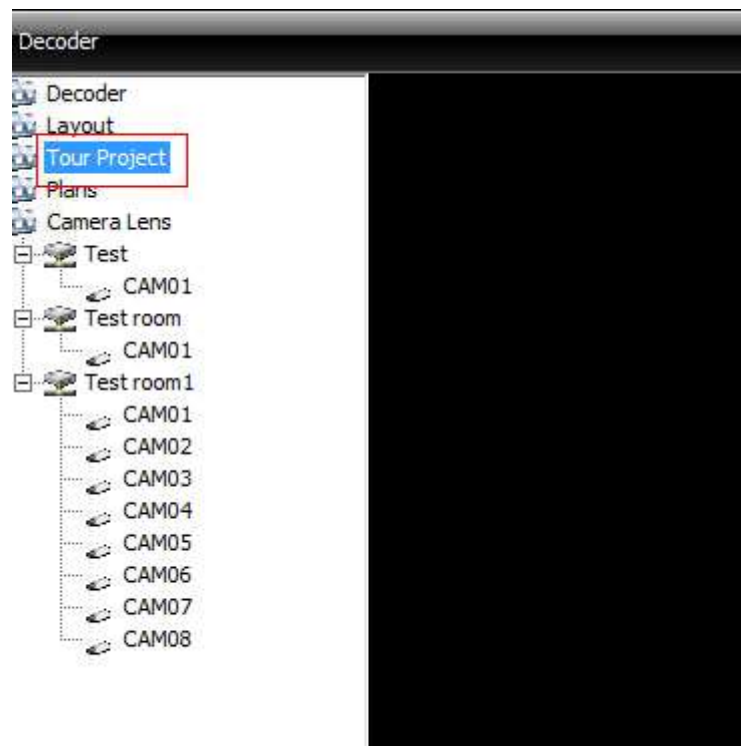 Decoder
Decoder
Layout
Tour Project
Plans
Camera Lens
Test
CAM01
Test room
CAM01
Test room1
CAM01
CAM02
CAM03
CAM04
CAM05
CAM06
CAM07
CAM08